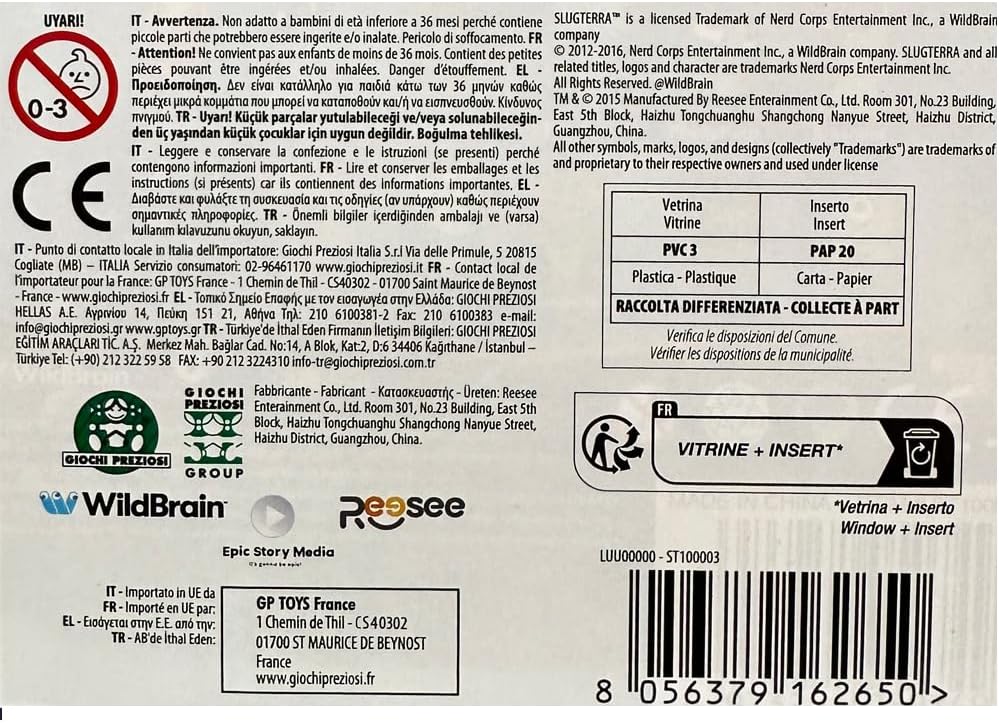 UYARI!
0-3
IT - Avvertenza. Non adatto a bambini di età inferiore a 36 mesi perché contiene
piccole parti che potrebbero essere ingerite e/o inalate. Pericolo di soffocamento. FR
- Attention! Ne convient pas aux enfants de moins de 36 mois. Contient des petites
pièces pouvant être ingérées et/ou inhalées. Danger d'étouffement. EL -
Προειδοποίηση. Δεν είναι κατάλληλο για παιδιά κάτω των 36 μηνών καθώς
περιέχει μικρά κομμάτια που μπορεί να καταποθούν και/ή να εισπνευσθούν. Κίνδυνος
πνιγμού. TR - Uyarı! Küçük parçalar yutulabileceği ve/veya solunabileceğin-
den üç yaşından küçük çocuklar için uygun değildir. Boğulma tehlikesi.
CE
IT - Leggere e conservare la confezione e le istruzioni (se presenti) perché
contengono informazioni importanti. FR - Lire et conserver les emballages et les
instructions (si présents) car ils contiennent des informations importantes. EL -
Διαβάστε και φυλάξτε τη συσκευασία και τις οδηγίες (αν υπάρχουν) καθώς περιέχουν
σημαντικές πληροφορίες. TR - Önemli bilgiler içerdiğinden ambalajı ve (varsa)
kullanım kılavuzunu okuyun, saklayın.
IT - Punto di contatto locale in Italia dell'importatore: Giochi Preziosi Italia S.r.l Via delle Primule, 5 20815
Cogliate (MB) – ITALIA Servizio consumatori: 02-96461170 www.giochipreziosi.it FR - Contact local de
l'importateur pour la France: GP TOYS France - 1 Chemin de Thil - CS40302 - 01700 Saint Maurice de Beynost
- France - www.giochipreziosi.fr EL - Τοπικό Σημείο Επαφής με τον εισαγωγέα στην Ελλάδα: GIOCHI PREZIOSI
HELLAS A.E. Αγρινίου 14, Πεύκη 151 21, Αθήνα Τηλ: 210 6100381-2 Fax: 210 6100383 e-mail:
info@giochipreziosi.gr www.gptoys.gr TR - Türkiye'de İthal Eden Firmanın İletişim Bilgileri: GIOCHI PREZIOSI
EĞİTİM ARAÇLARI TİC. A.Ş. Merkez Mah. Bağlar Cad. No:14, A Blok, Kat:2, D:6 34406 Kağıthane / İstanbul –
Türkiye Tel: (+90) 212 322 59 58 FAX: +90 212 3224310 info-tr@giochipreziosi.com.tr
GIOCHI PREZIOSI
GIOCHI
PREZIOSI
GROUP
Fabbricante - Fabricant - Κατασκευαστής - Üreten: Reesee
Enterainment Co., Ltd. Room 301, No.23 Building, East 5th
Block, Haizhu Tongchuanghu Shangchong Nanyue Street,
Haizhu District, Guangzhou, China.
WildBrain
Reesee
Epic Story Media
it's gonna be epic!
IT - Importato in UE da
FR - Importé en UE par:
EL - Εισάγεται στην Ε.Ε. από την:
TR - AB'de İthal Eden:
GP TOYS France
1 Chemin de Thil - CS40302
01700 ST MAURICE DE BEYNOST
France
www.giochipreziosi.fr
SLUGTERRA™ is a licensed Trademark of Nerd Corps Entertainment Inc., a WildBrain
company
© 2012-2016, Nerd Corps Entertainment Inc., a WildBrain company. SLUGTERRA and all
related titles, logos and character are trademarks Nerd Corps Entertainment Inc.
All Rights Reserved. @WildBrain
TM & © 2015 Manufactured By Reesee Enterainment Co., Ltd. Room 301, No.23 Building,
East 5th Block, Haizhu Tongchuanghu Shangchong Nanyue Street, Haizhu District,
Guangzhou, China.
All other symbols, marks, logos, and designs (collectively "Trademarks") are trademarks of
and proprietary to their respective owners and used under license
Vetrina Inserto
Vitrine Insert
PVC 3 PAP 20
Plastica - Plastique Carta - Papier
RACCOLTA DIFFERENZIATA - COLLECTE À PART
Verifica le disposizioni del Comune.
Vérifier les dispositions de la municipalité.
FR
VITRINE + INSERT*
MADE IN CHINA
*Vetrina + Inserto
Window + Insert
LUU00000 - ST100003
8 056379 162650 >